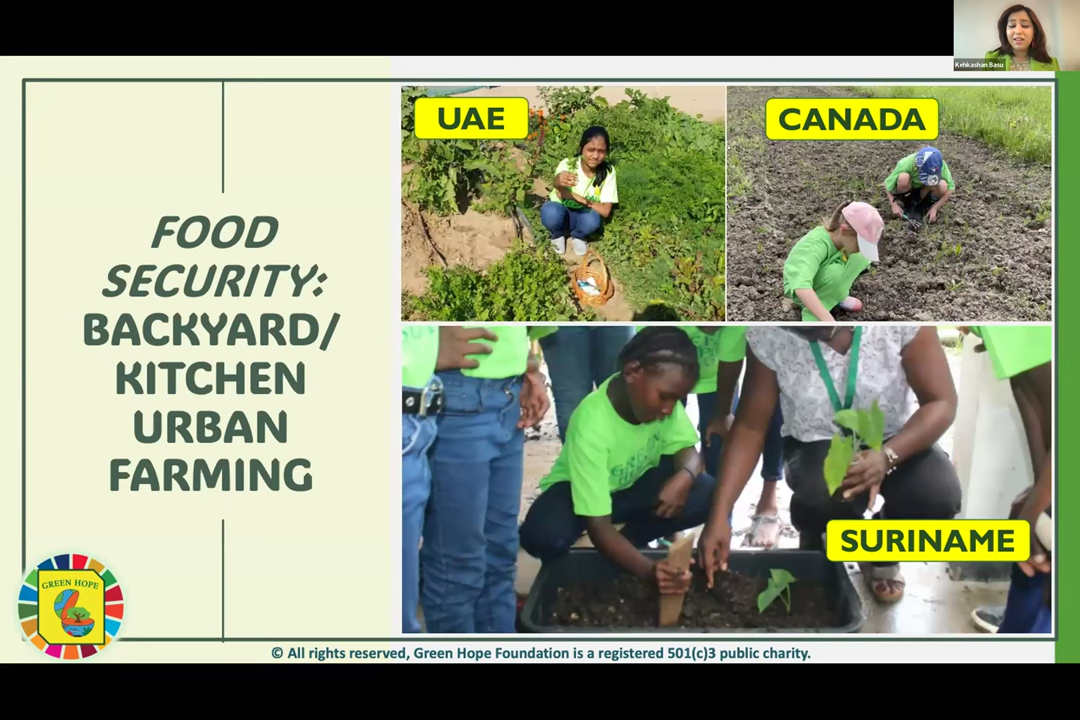 Kehkashan Basu
UAE
CANADA
FOOD
SECURITY:
BACKYARD/
KITCHEN
URBAN
FARMING
SURINAME
GREEN HOPE
© All rights reserved, Green Hope Foundation is a registered 501(c)3 public charity.